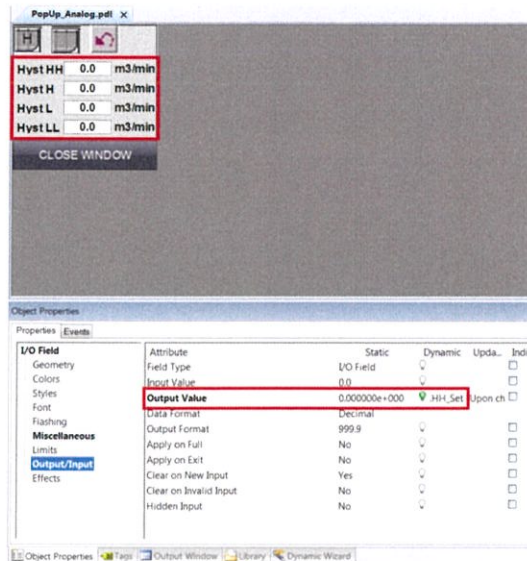 PopUp_Analog.pdl X
H
Hyst HH 0.0 m3/min
Hyst H 0.0 m3/min
Hyst L 0.0 m3/min
Hyst LL 0.0 m3/min
CLOSE WINDOW
Object Properties
Properties Events
I/O Field
Geometry
Colors
Styles
Font
Flashing
Miscellaneous
Limits
Output/Input
Effects
Attribute Static Dynamic Upda... Indi
Field Type I/O Field
Input Value 0.0
Output Value 0.000000e+000 .HH_Set Upon ch
Data Format Decimal
Output Format 999.9
Apply on Full No
Apply on Exit No
Clear on New Input Yes
Clear on Invalid Input No
Hidden Input No
Object Properties Tags Output Window Library Dynamic Wizard